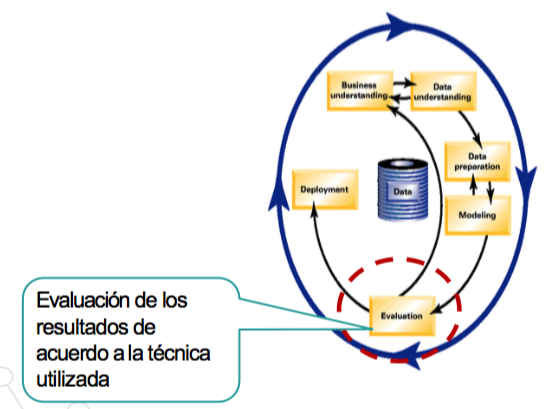 Business
understanding
Data
understanding
Data
preparation
Deployment
Data
Modeling
Evaluation
Evaluación de los
resultados de
acuerdo a la técnica
utilizada